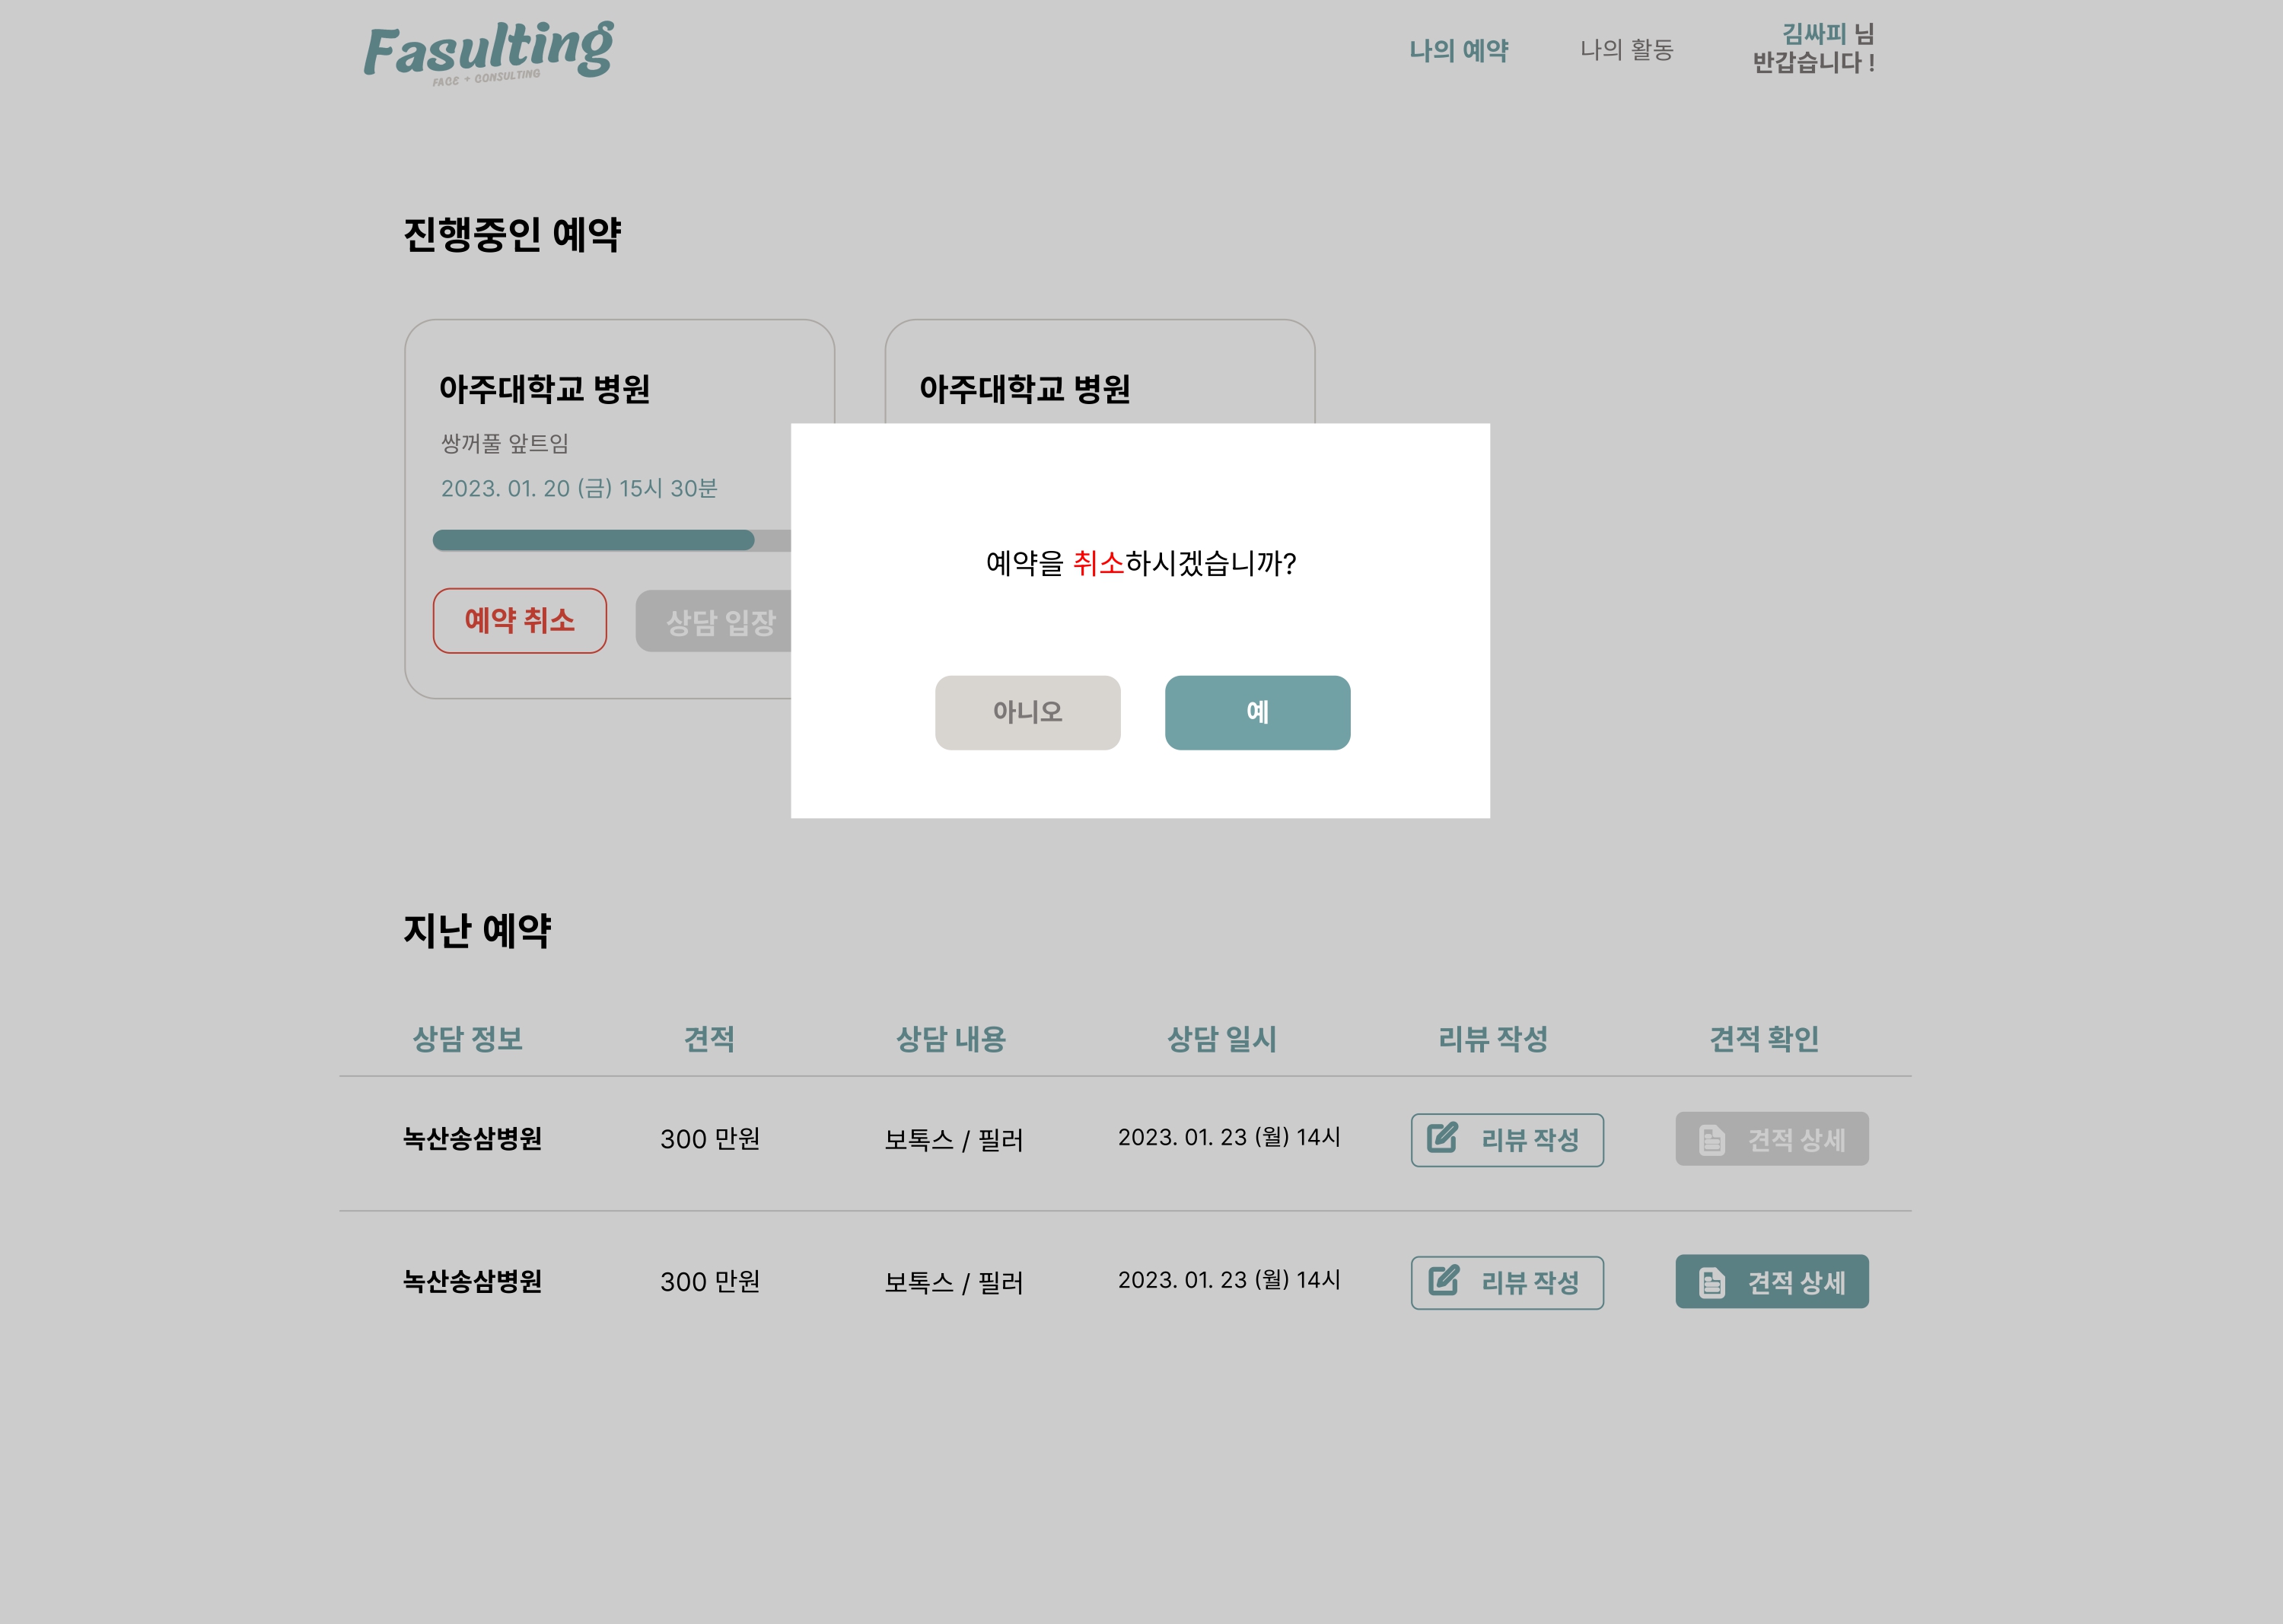 Fasulting
FACE + CONSULTING
나의 예약
나의 활동
김싸피 님
반갑습니다 !
진행중인 예약
아주대학교 병원
쌍꺼풀 앞트임
2023. 01. 20 (금) 15시 30분
예약 취소
상담 입장
아주대학교 병원
예약을 취소하시겠습니까?
아니오
예
지난 예약
상담 정보 견적 상담 내용 상담 일시 리뷰 작성 견적 확인
녹산송삼병원 300 만원 보톡스 / 필러 2023. 01. 23 (월) 14시 리뷰 작성 견적 상세
녹산송삼병원 300 만원 보톡스 / 필러 2023. 01. 23 (월) 14시 리뷰 작성 견적 상세